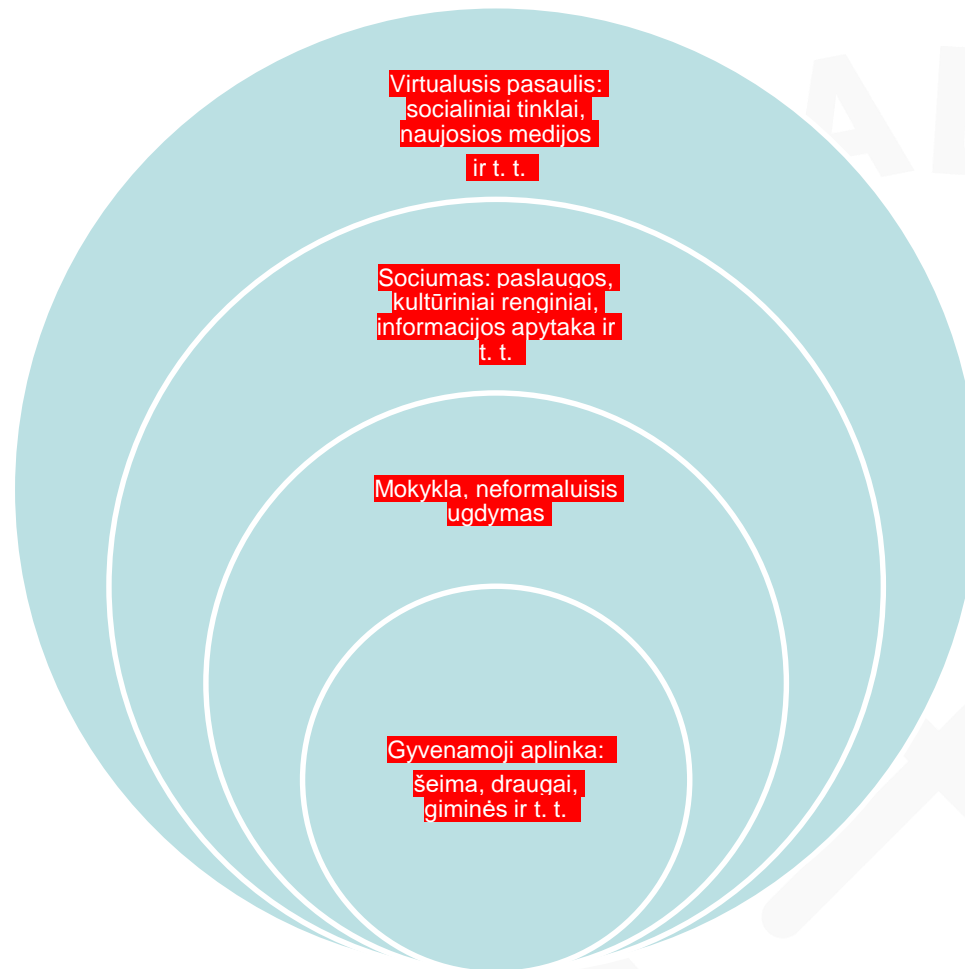 Virtualusis pasaulis:
socialiniai tinklai,
naujosios medijos
ir t. t.
Sociumas: paslaugos,
kultūriniai renginiai,
informacijos apytaka ir
t. t.
Mokykla, neformaluisis
ugdymas
Gyvenamoji aplinka:
šeima, draugai,
giminės ir t. t.